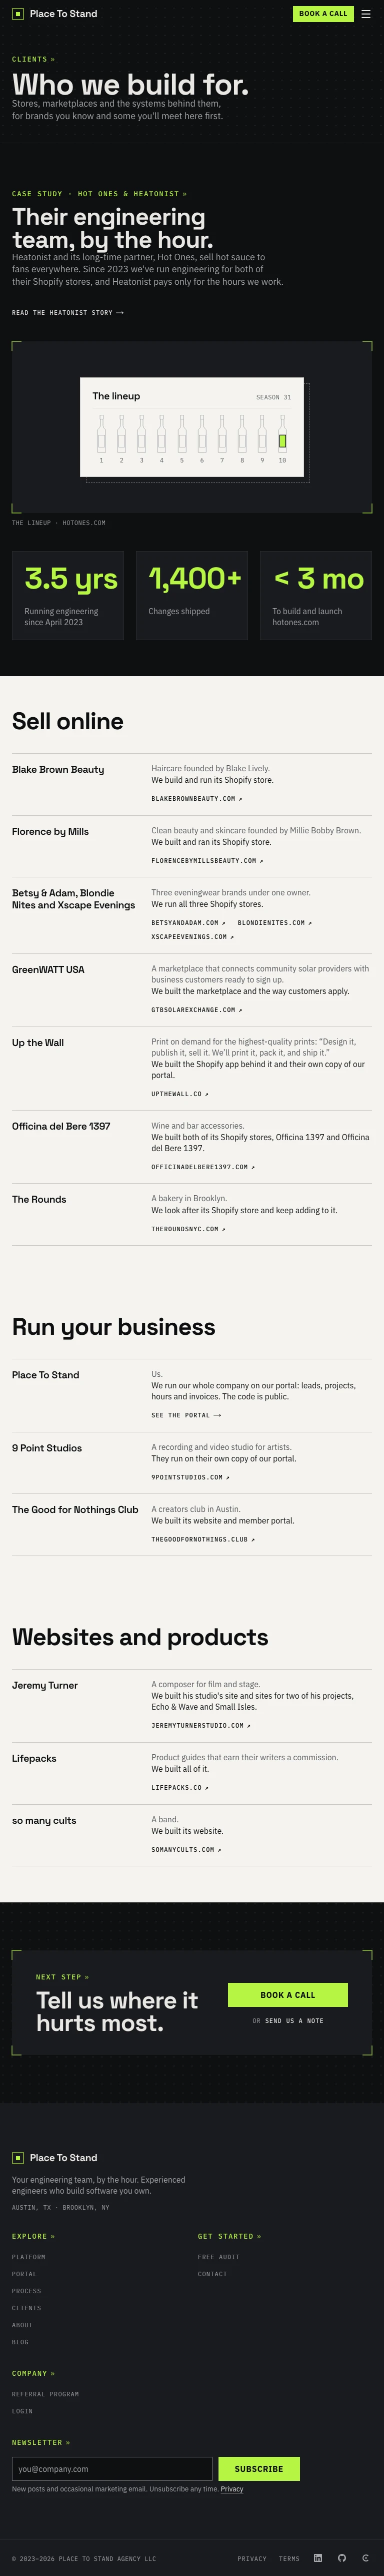 Place To Stand
BOOK A CALL
CLIENTS »
Who we build for.
Stores, marketplaces and the systems behind them,
for brands you know and some you'll meet here first.
CASE STUDY · HOT ONES & HEATONIST »
Their engineering
team, by the hour.
Heatonist and its long-time partner, Hot Ones, sell hot sauce to
fans everywhere. Since 2023 we've run engineering for both of
their Shopify stores, and Heatonist pays only for the hours we work.
READ THE HEATONIST STORY ⟶
The lineup
SEASON 31
1 2 3 4 5 6 7 8 9 10
THE LINEUP · HOTONES.COM
3.5 yrs
Running engineering
since April 2023
1,400+
Changes shipped
< 3 mo
To build and launch
hotones.com
Sell online
Blake Brown Beauty
Haircare founded by Blake Lively.
We build and run its Shopify store.
BLAKEBROWNBEAUTY.COM ↗
Florence by Mills
Clean beauty and skincare founded by Millie Bobby Brown.
We built and ran its Shopify store.
FLORENCEBYMILLSBEAUTY.COM ↗
Betsy & Adam, Blondie
Nites and Xscape Evenings
Three eveningwear brands under one owner.
We run all three Shopify stores.
BETSYANDADAM.COM ↗ BLONDIENITES.COM ↗
XSCAPEEVENINGS.COM ↗
GreenWATT USA
A marketplace that connects community solar providers with
business customers ready to sign up.
We built the marketplace and the way customers apply.
GTBSOLAREXCHANGE.COM ↗
Up the Wall
Print on demand for the highest-quality prints: “Design it,
publish it, sell it. We'll print it, pack it, and ship it.”
We built the Shopify app behind it and their own copy of our
portal.
UPTHEWALL.CO ↗
Officina del Bere 1397
Wine and bar accessories.
We built both of its Shopify stores, Officina 1397 and Officina
del Bere 1397.
OFFICINADELBERE1397.COM ↗
The Rounds
A bakery in Brooklyn.
We look after its Shopify store and keep adding to it.
THEROUNDSNYC.COM ↗
Run your business
Place To Stand
Us.
We run our whole company on our portal: leads, projects,
hours and invoices. The code is public.
SEE THE PORTAL ⟶
9 Point Studios
A recording and video studio for artists.
They run on their own copy of our portal.
9POINTSTUDIOS.COM ↗
The Good for Nothings Club
A creators club in Austin.
We built its website and member portal.
THEGOODFORNOTHINGS.CLUB ↗
Websites and products
Jeremy Turner
A composer for film and stage.
We built his studio's site and sites for two of his projects,
Echo & Wave and Small Isles.
JEREMYTURNERSTUDIO.COM ↗
Lifepacks
Product guides that earn their writers a commission.
We built all of it.
LIFEPACKS.CO ↗
so many cults
A band.
We built its website.
SOMANYCULTS.COM ↗
NEXT STEP »
Tell us where it
hurts most.
BOOK A CALL
OR SEND US A NOTE
Place To Stand
Your engineering team, by the hour. Experienced
engineers who build software you own.
AUSTIN, TX · BROOKLYN, NY
EXPLORE »
PLATFORM
PORTAL
PROCESS
CLIENTS
ABOUT
BLOG
GET STARTED »
FREE AUDIT
CONTACT
COMPANY »
REFERRAL PROGRAM
LOGIN
NEWSLETTER »
you@company.com
SUBSCRIBE
New posts and occasional marketing email. Unsubscribe any time. Privacy
© 2023–2026 PLACE TO STAND AGENCY LLC
PRIVACY TERMS